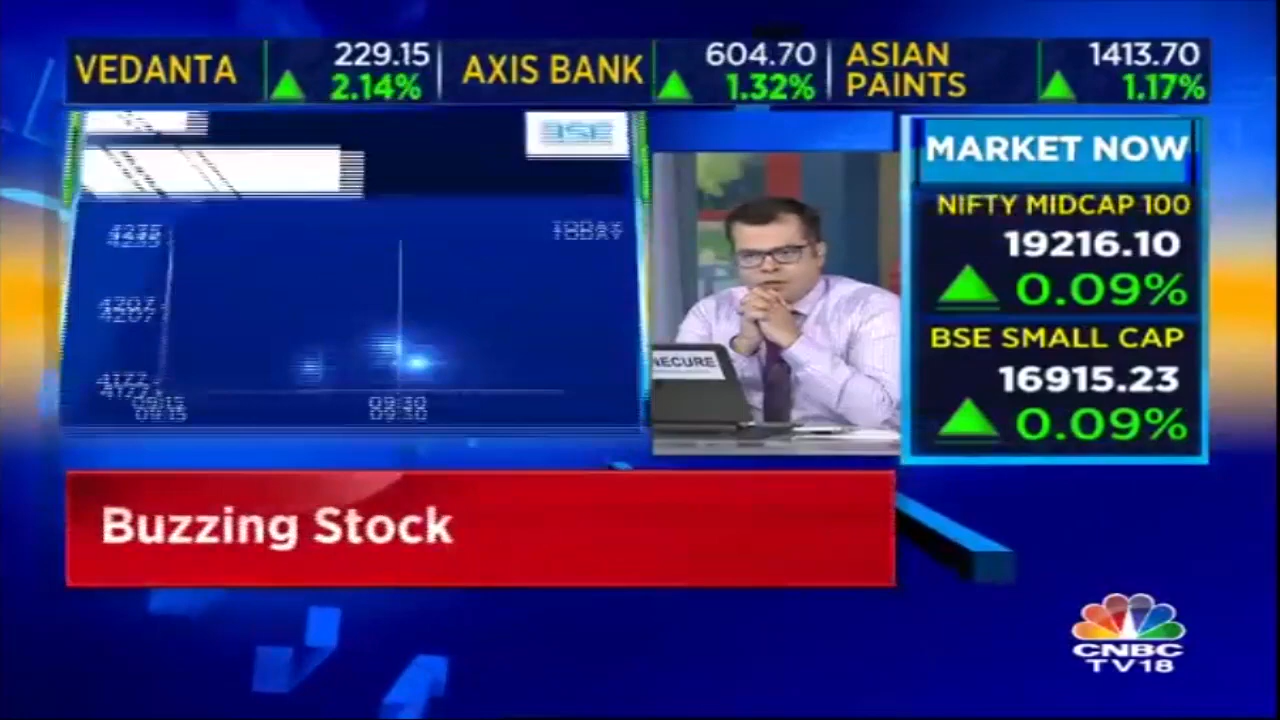 VEDANTA
229.15
2.14%
AXIS BANK
604.70
1.32%
ASIAN
PAINTS
1413.70
1.17%
BSE
TODAY
4207
09:15
09:30
NECURE
MARKET NOW
NIFTY MIDCAP 100
19216.10
0.09%
BSE SMALL CAP
16915.23
0.09%
Buzzing Stock
CNBC
TV18